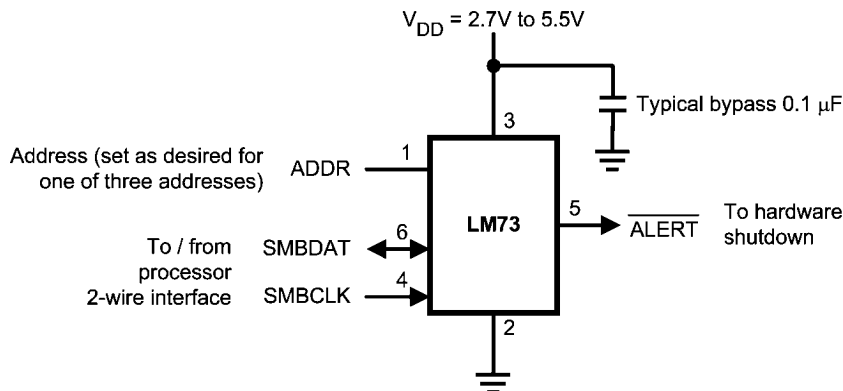 V_DD = 2.7V to 5.5V
Typical bypass 0.1 μF
3
Address (set as desired for
one of three addresses)
ADDR
1
LM73
5
ALERT
To hardware
shutdown
To / from
processor
2-wire interface
SMBDAT
6
SMBCLK
4
2